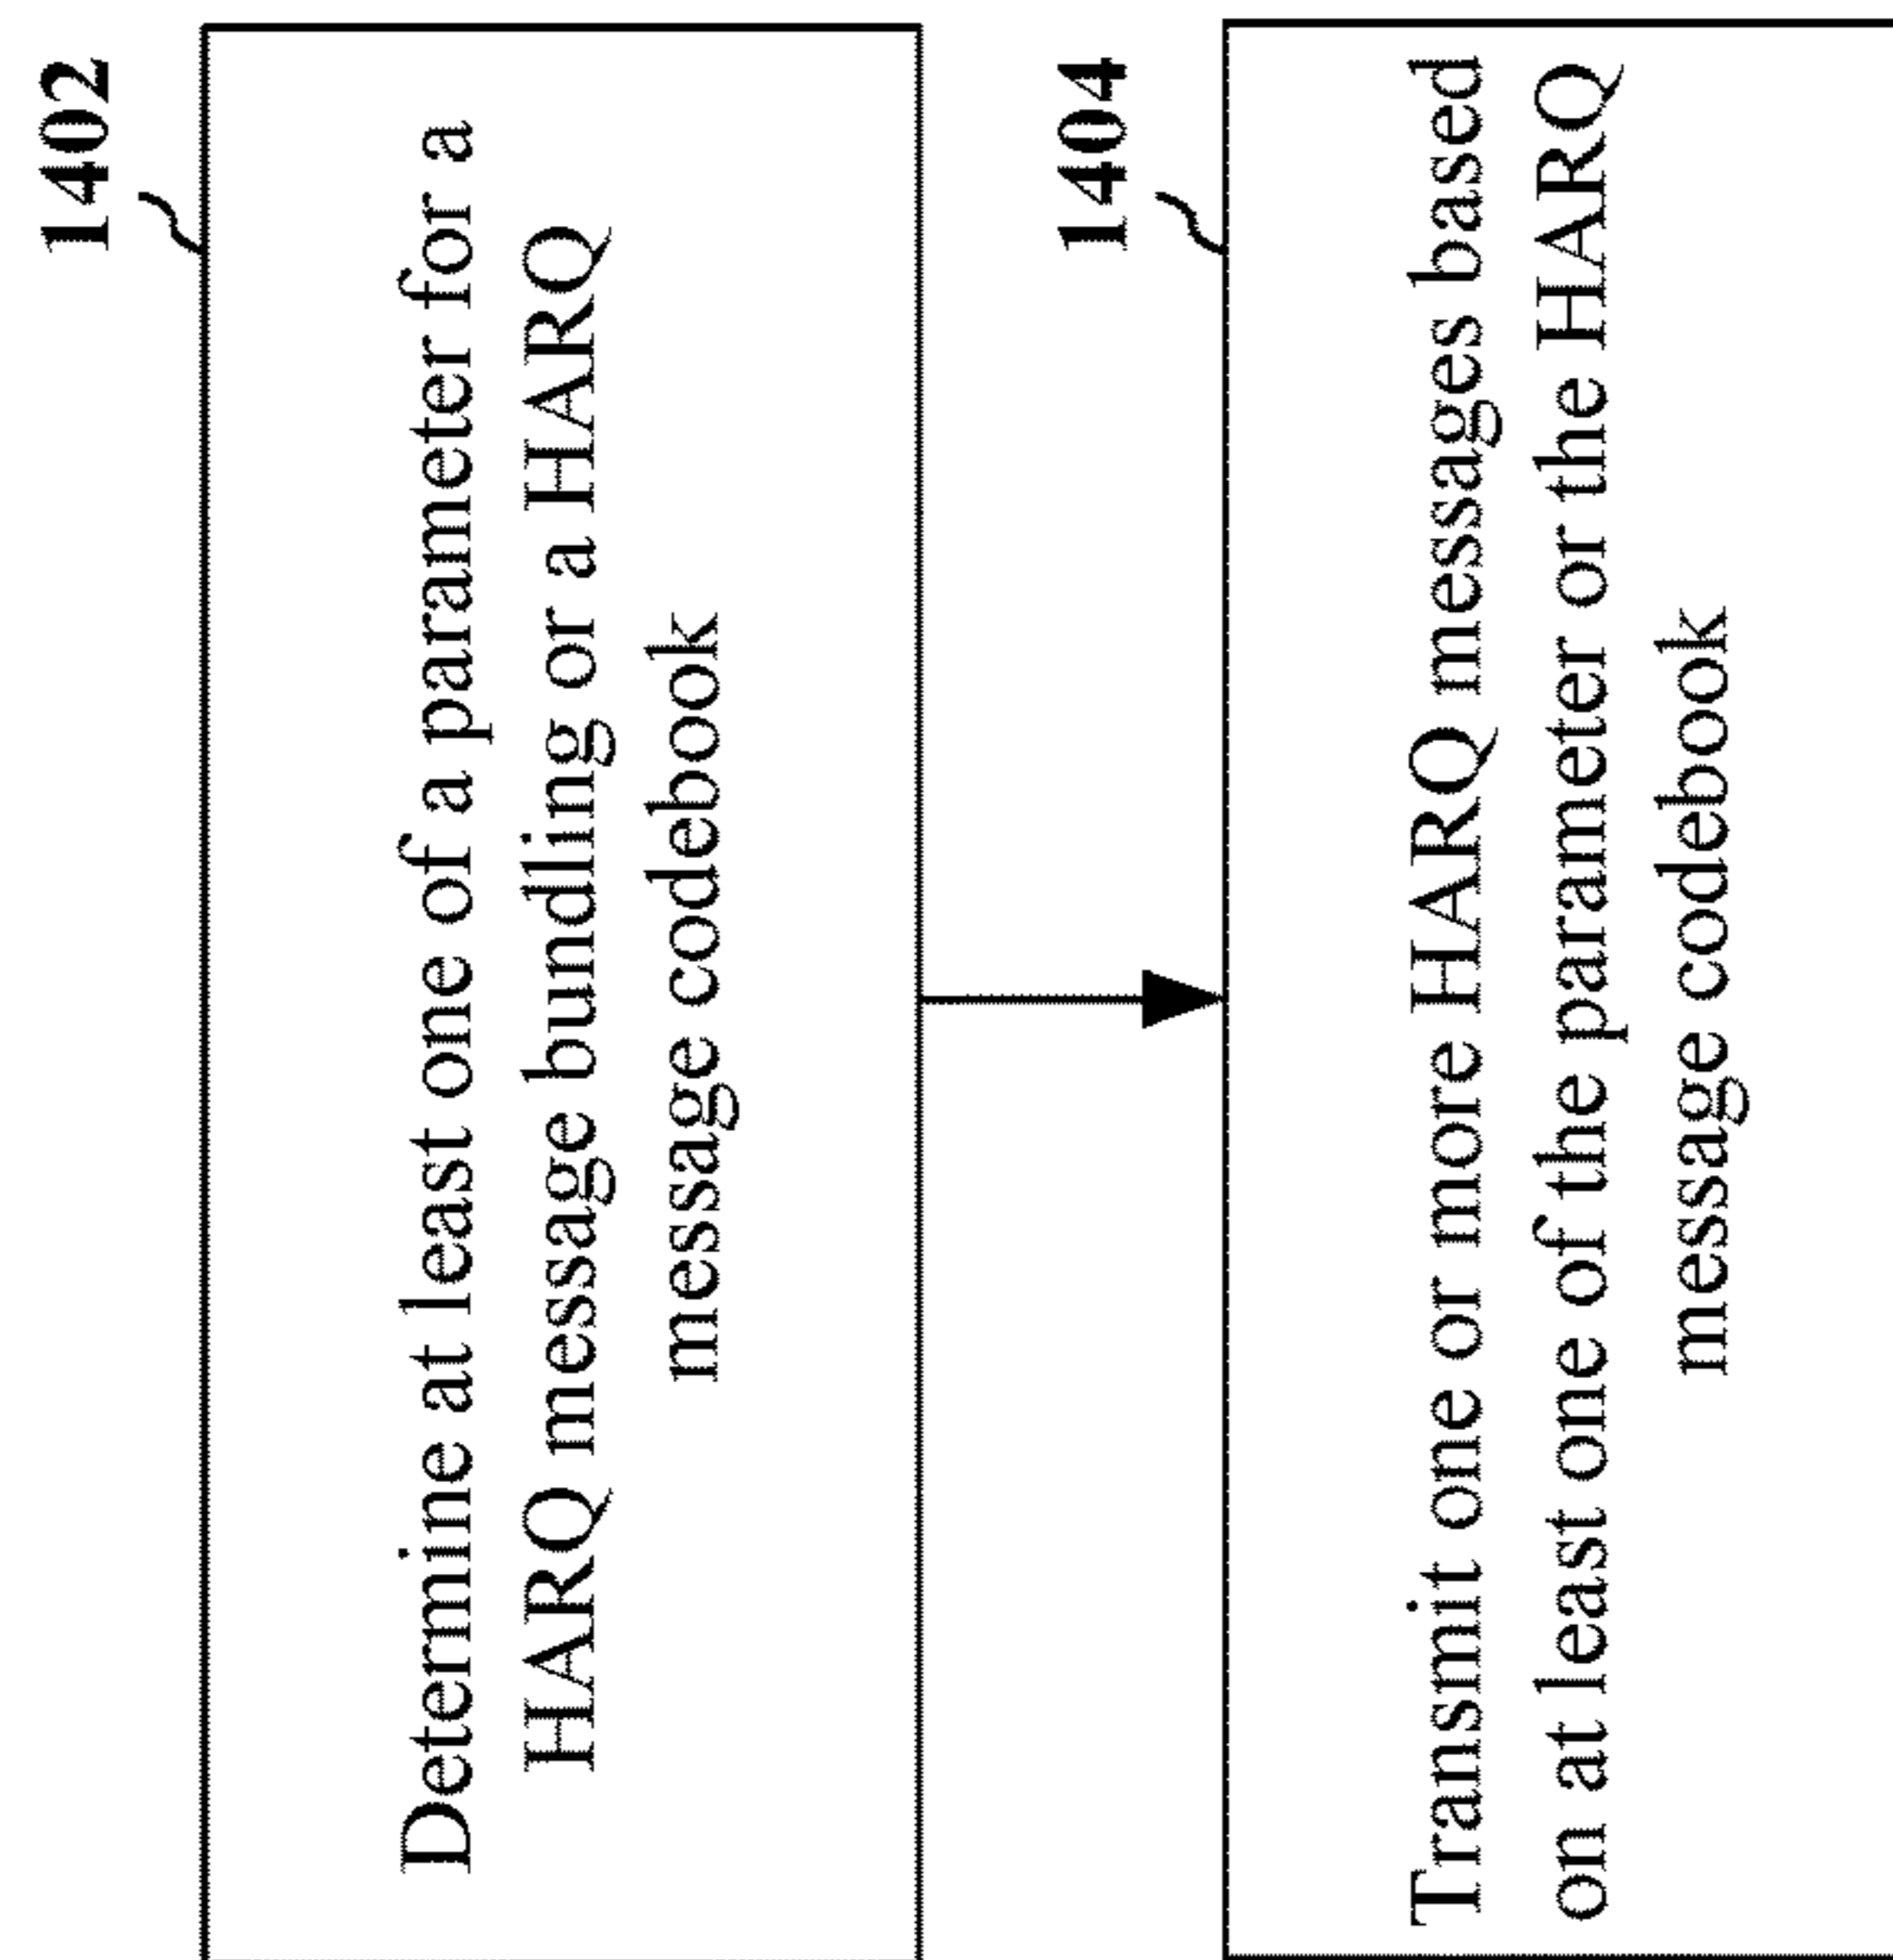 1402
Determine at least one of a parameter for a
HARQ message bundling or a HARQ
message codebook
1404
Transmit one or more HARQ messages based
on at least one of the parameter or the HARQ
message codebook